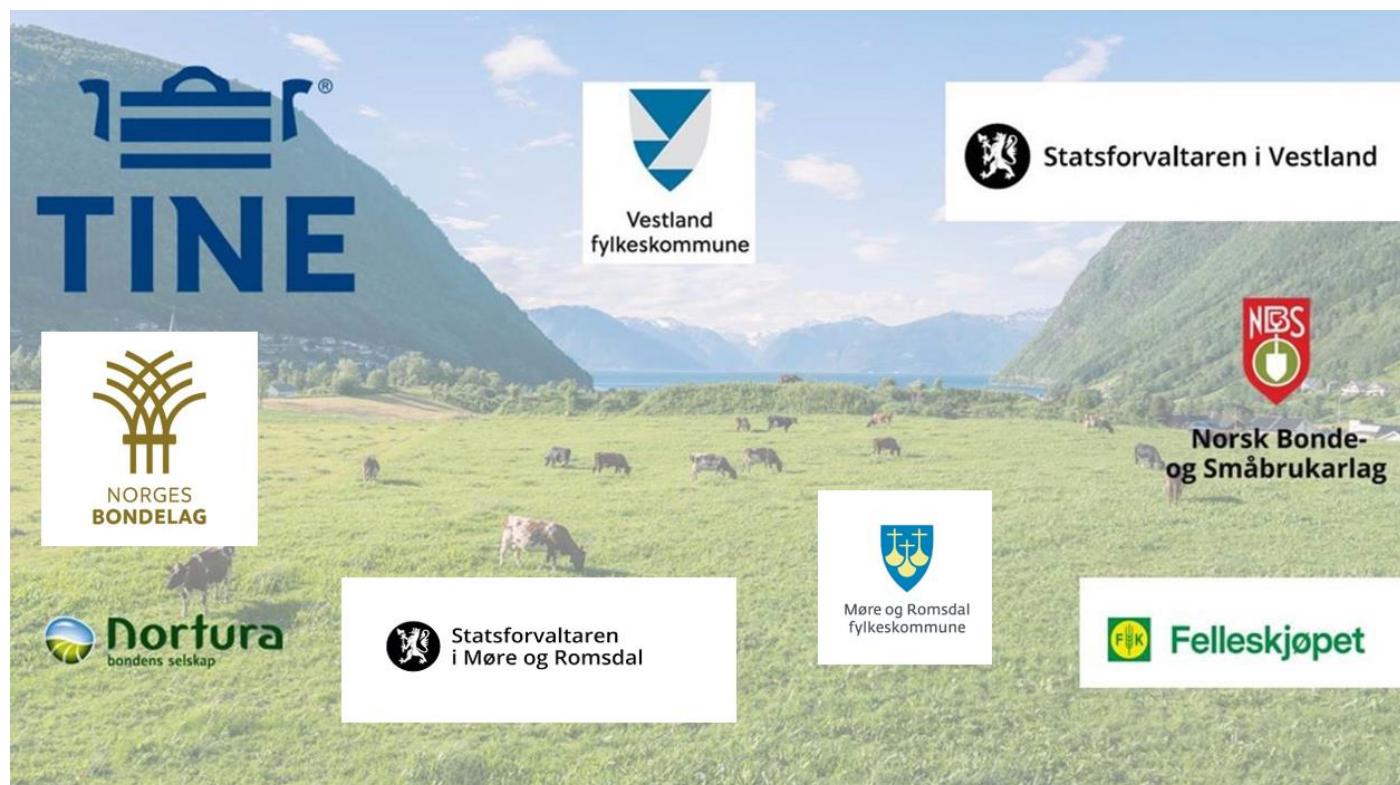 TINE®
Vestland
fylkeskommune
Statsforvaltaren i Vestland
NBS
Norsk Bonde-
og Småbrukarlag
NORGES
BONDELAG
Møre og Romsdal
fylkeskommune
Nortura
bondens selskap
Statsforvaltaren
i Møre og Romsdal
FK
Felleskjøpet